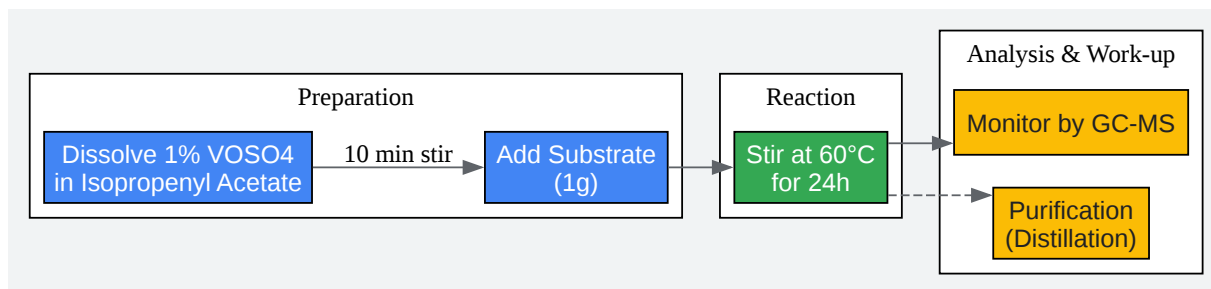 Preparation
Dissolve 1% VOSO4
in Isopropenyl Acetate
10 min stir
Add Substrate
(1g)
Reaction
Stir at 60°C
for 24h
Analysis & Work-up
Monitor by GC-MS
Purification
(Distillation)